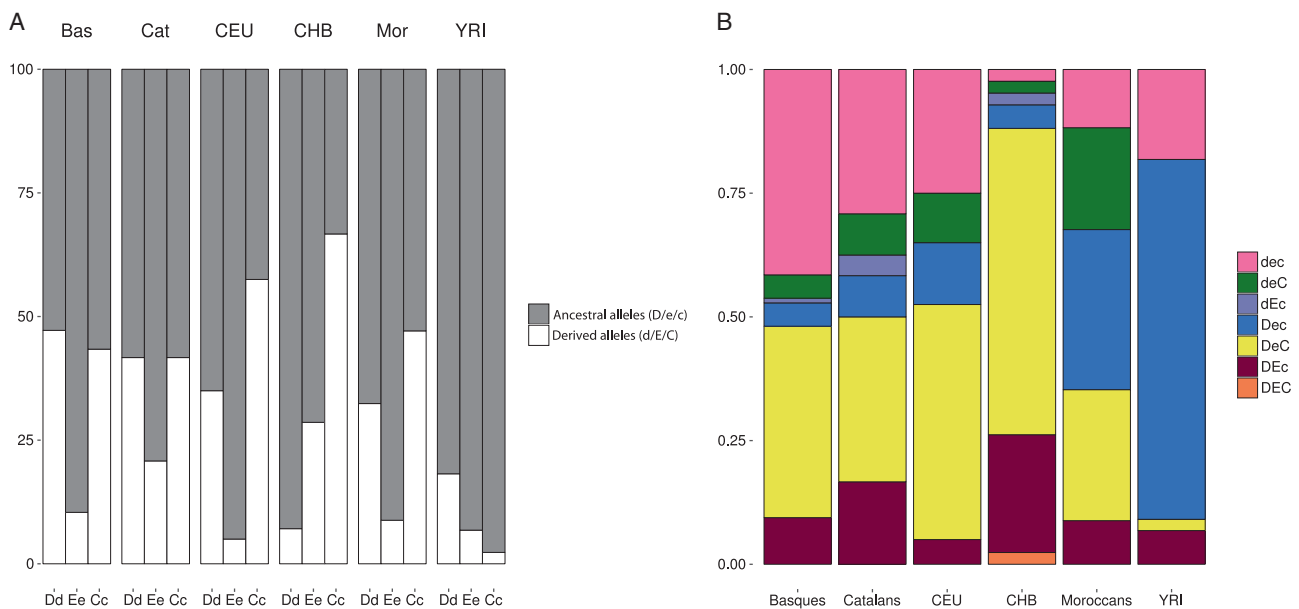 A
Bas Cat CEU CHB Mor YRI
100
75
50
25
0
Dd Ee Cc Dd Ee Cc Dd Ee Cc Dd Ee Cc Dd Ee Cc Dd Ee Cc
Ancestral alleles (D/e/c)
Derived alleles (d/E/C)
B
1.00
0.75
0.50
0.25
0.00
Basques Catalans CEU CHB Moroccans YRI
dec
deC
dEc
Dec
DeC
DEc
DEC